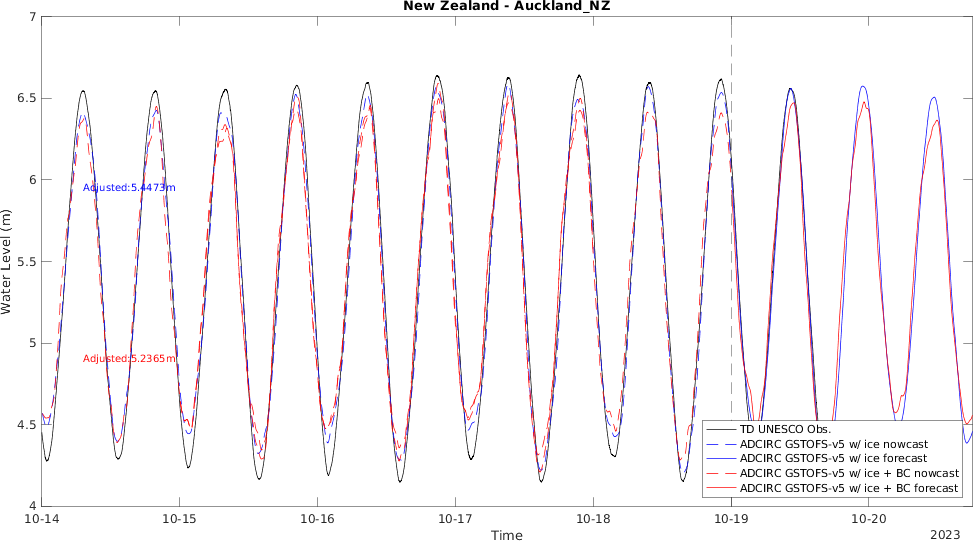 New Zealand - Auckland_NZ
7
6.5
6
5.5
5
4.5
4
Water Level (m)
Adjusted:5.4473m
Adjusted:5.2365m
TD UNESCO Obs.
ADCIRC GSTOFS-v5 w/ ice nowcast
ADCIRC GSTOFS-v5 w/ ice forecast
ADCIRC GSTOFS-v5 w/ ice + BC nowcast
ADCIRC GSTOFS-v5 w/ ice + BC forecast
10-14 10-15 10-16 10-17 10-18 10-19 10-20
Time
2023